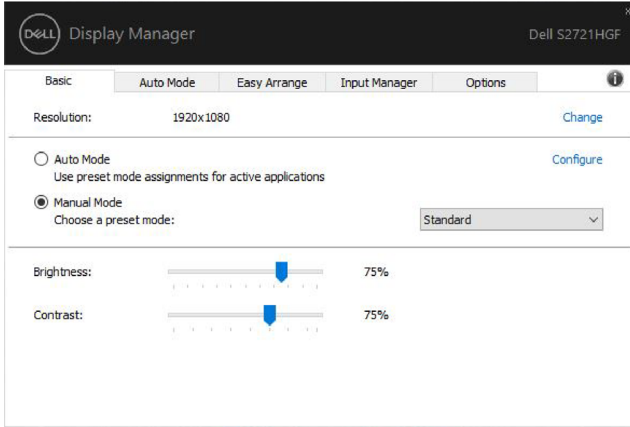 DELL Display Manager
Dell S2721HGF
Basic Auto Mode Easy Arrange Input Manager Options
Resolution: 1920x1080 Change
Auto Mode Configure
Use preset mode assignments for active applications
Manual Mode
Choose a preset mode: Standard
Brightness: 75%
Contrast: 75%